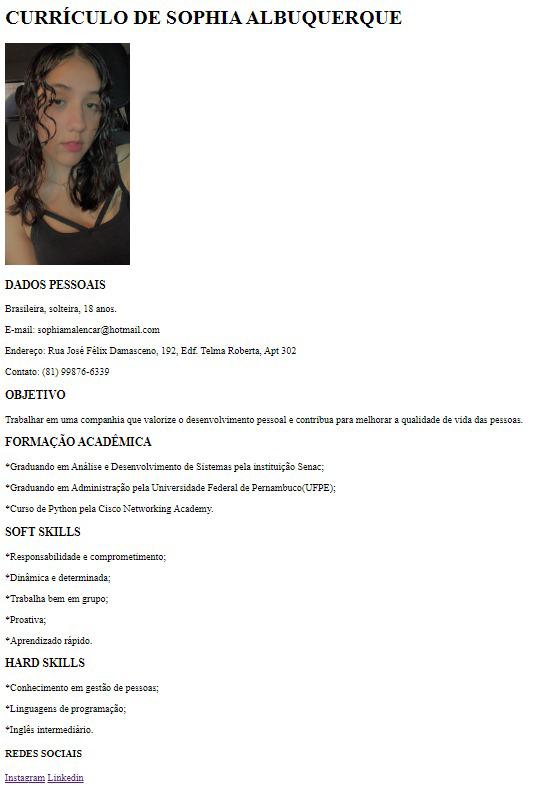 CURRÍCULO DE SOPHIA ALBUQUERQUE
DADOS PESSOAIS
Brasileira, solteira, 18 anos.
E-mail: sophiamalencar@hotmail.com
Endereço: Rua José Félix Damasceno, 192, Edf. Telma Roberta, Apt 302
Contato: (81) 99876-6339
OBJETIVO
Trabalhar em uma companhia que valorize o desenvolvimento pessoal e contribua para melhorar a qualidade de vida das pessoas.
FORMAÇÃO ACADÊMICA
*Graduando em Análise e Desenvolvimento de Sistemas pela instituição Senac;
*Graduando em Administração pela Universidade Federal de Pernambuco(UFPE);
*Curso de Python pela Cisco Networking Academy.
SOFT SKILLS
*Responsabilidade e comprometimento;
*Dinâmica e determinada;
*Trabalha bem em grupo;
*Proativa;
*Aprendizado rápido.
HARD SKILLS
*Conhecimento em gestão de pessoas;
*Linguagens de programação;
*Inglês intermediário.
REDES SOCIAIS
Instagram Linkedin